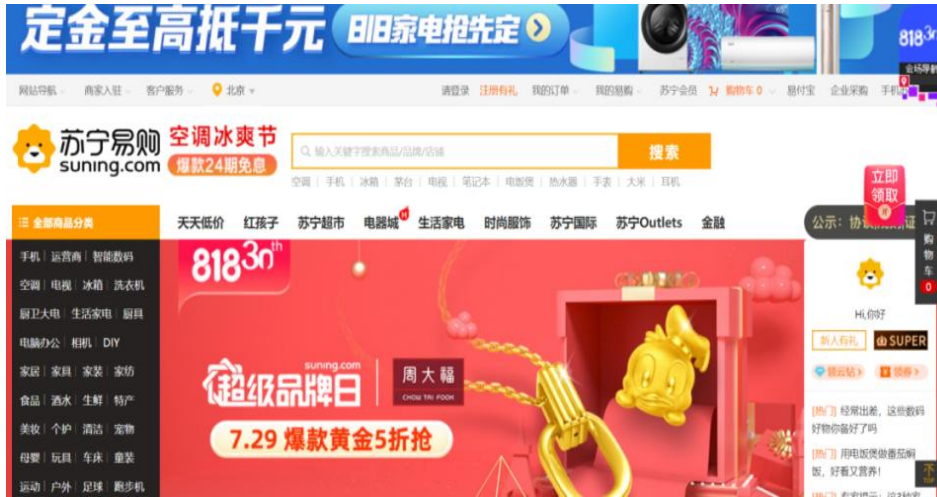 定金至高抵千元 818家电抢先定
818 3
会场导航
网站导航 商家入驻 客户服务 北京 请登录 注册有礼 我的订单 我的易购 苏宁会员 购物车 0 易付宝 企业采购 手机
苏宁易购
suning.com
空调冰爽节
爆款24期免息
输入关键字搜索商品/品牌/店铺 搜索
空调 | 手机 | 冰箱 | 茅台 | 电视 | 笔记本 | 电饭煲 | 热水器 | 手表 | 大米 | 耳机
立即
领取
全部商品分类 天天低价 红孩子 苏宁超市 电器城 生活家电 时尚服饰 苏宁国际 苏宁Outlets 金融
公示：协
购物车
0
手机 | 运营商 | 智能数码
空调 | 电视 | 冰箱 | 洗衣机
厨卫大电 | 生活家电 | 厨具
电脑办公 | 相机 | DIY
家居 | 家具 | 家装 | 家纺
食品 | 酒水 | 生鲜 | 特产
美妆 | 个护 | 清洁 | 宠物
母婴 | 玩具 | 车床 | 童装
运动 | 户外 | 足球 | 跑步机
818 30th
suning.com
超级品牌日
周大福
CHOW TAI FOOK
7.29 爆款黄金5折抢
Hi,你好
新人有礼 SUPER
领云钻> 领券>
[热门] 经常出差，这些数码
好物你备好了吗
[热门] 用电饭煲做番茄焖
饭，好看又营养！
TOP